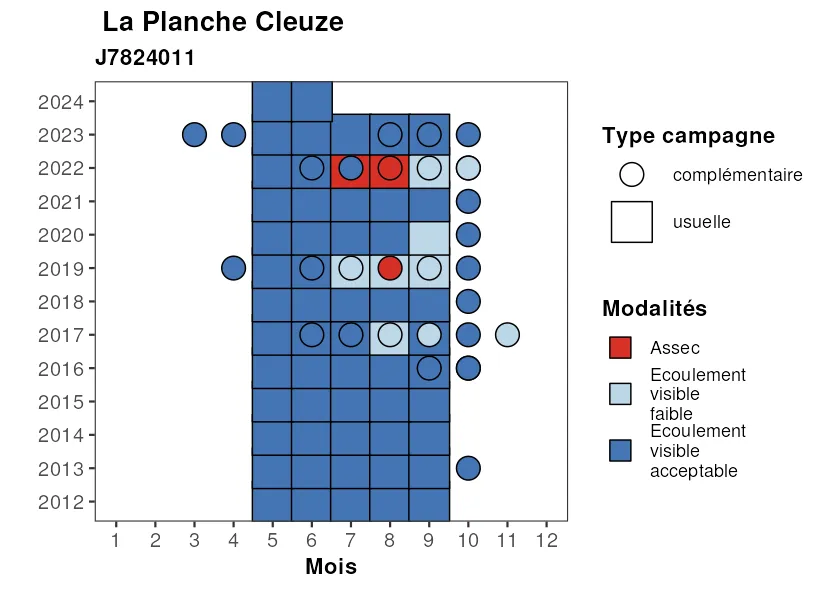 La Planche Cleuze
J7824011
2024
2023
2022
2021
2020
2019
2018
2017
2016
2015
2014
2013
2012
1 2 3 4 5 6 7 8 9 10 11 12
Mois
Type campagne
complémentaire
usuelle
Modalités
Assec
Ecoulement
visible
faible
Ecoulement
visible
acceptable